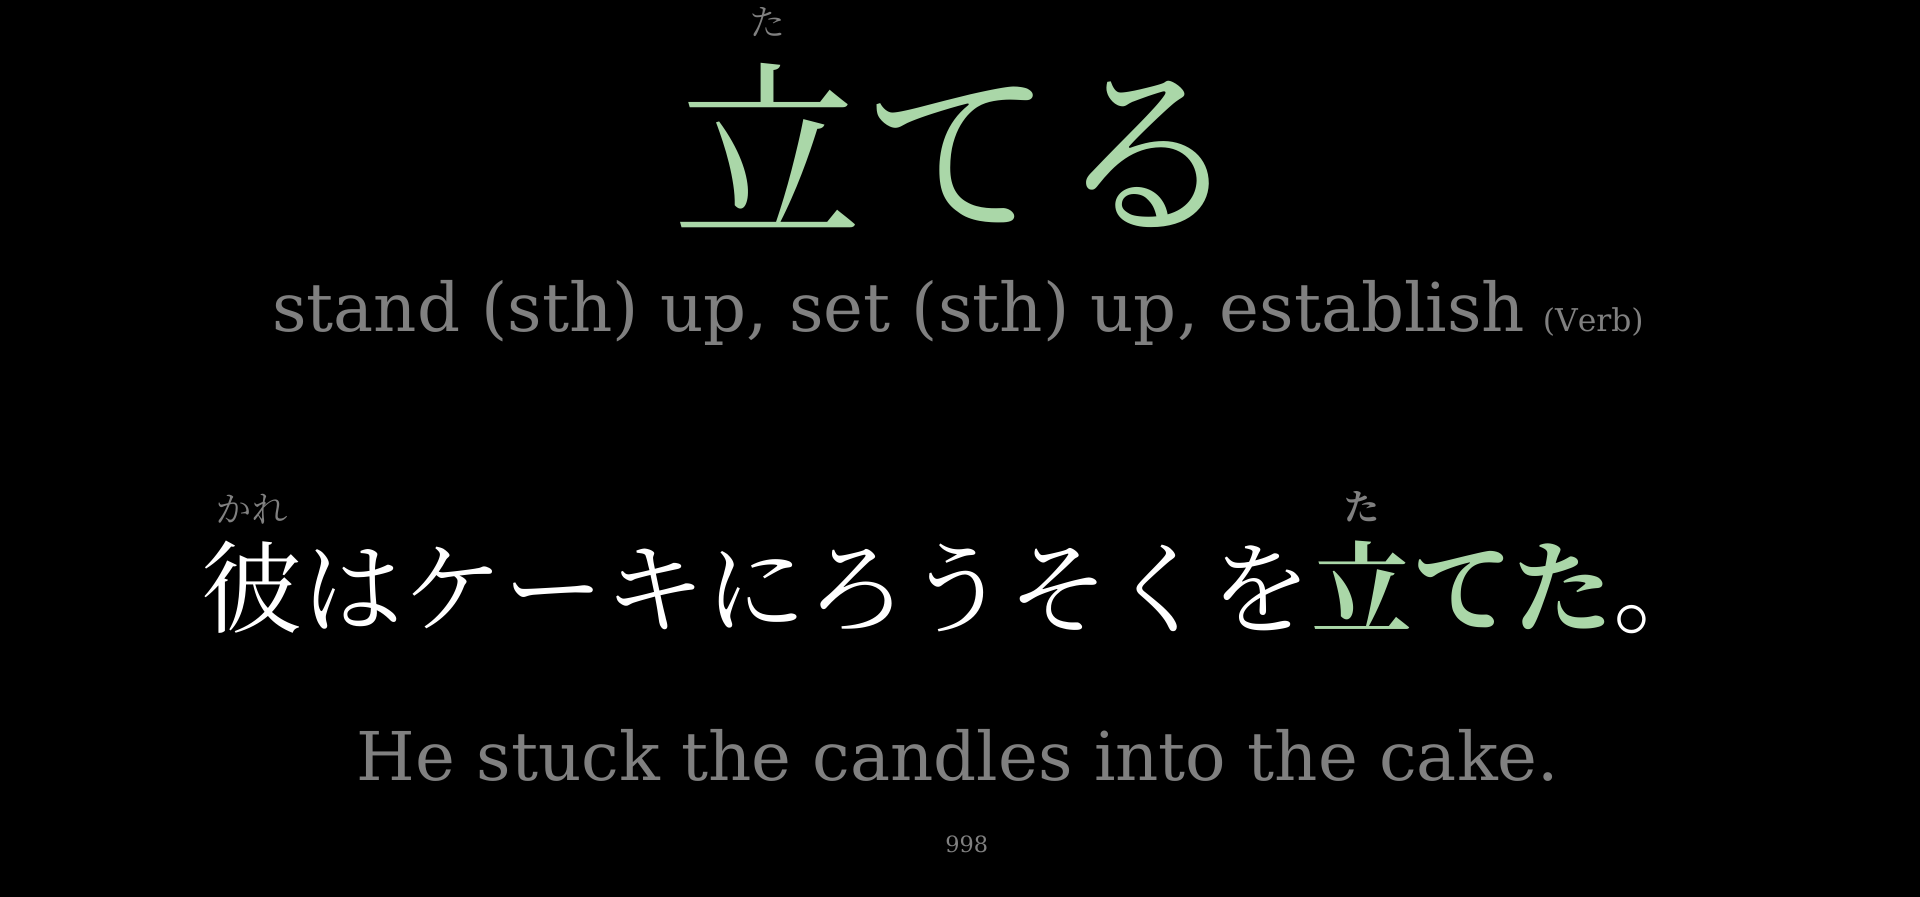 た
立てる
stand (sth) up, set (sth) up, establish (Verb)
かれ た
彼はケーキにろうそくを立てた。
He stuck the candles into the cake.
998